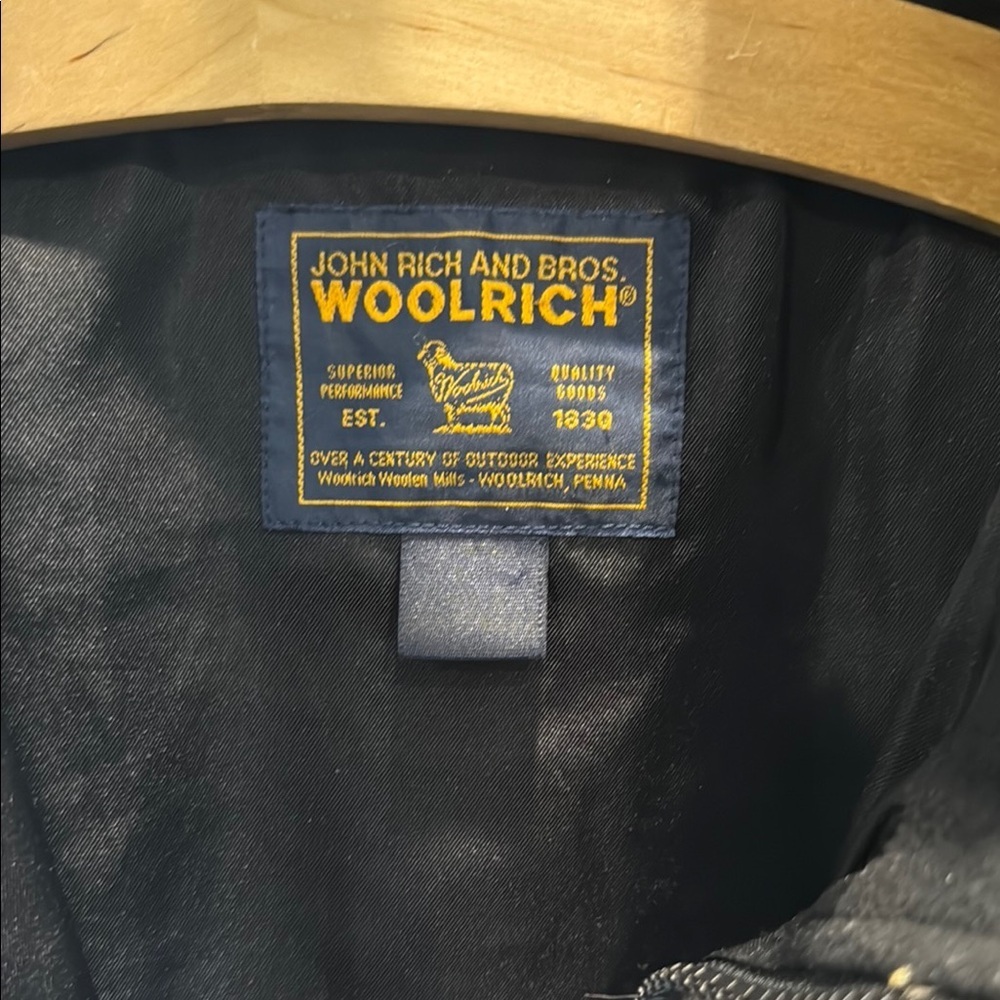 JOHN RICH AND BROS.
WOOLRICH®
SUPERIOR
PERFORMANCE
EST.
Woolrich
QUALITY
GOODS
1830
OVER A CENTURY OF OUTDOOR EXPERIENCE
Woolrich Woolen Mills - WOOLRICH, PENNA